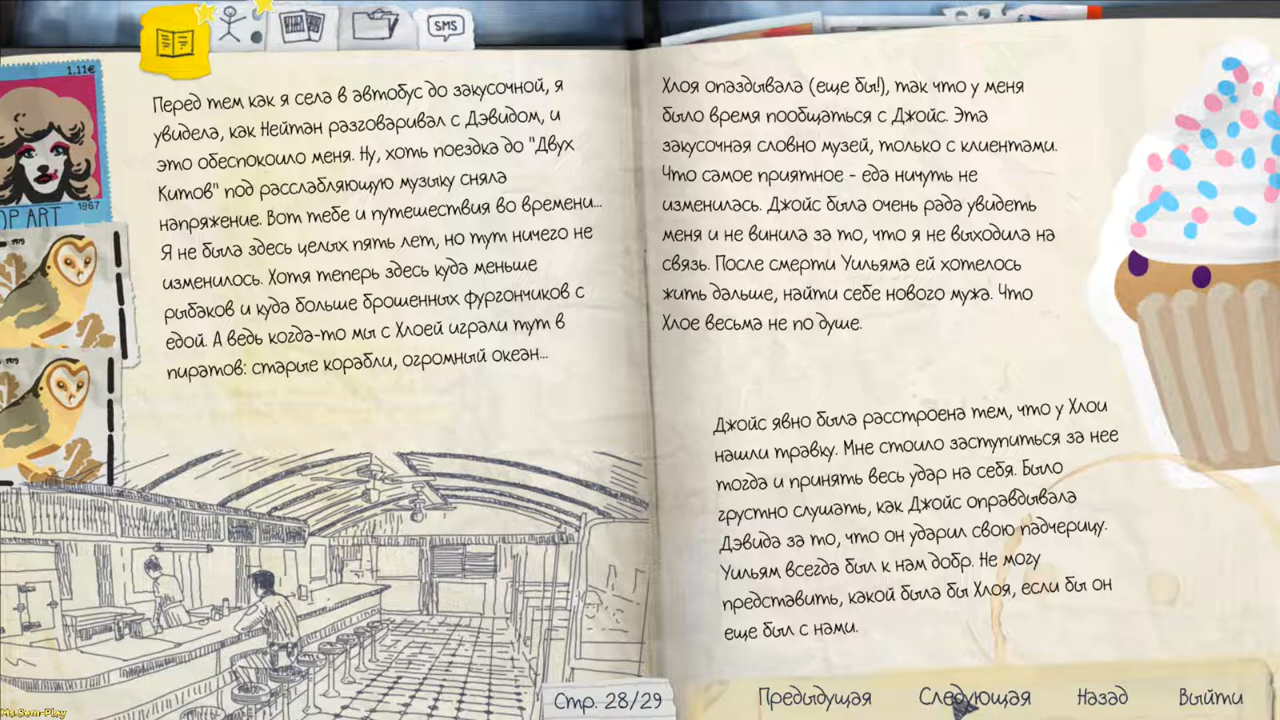 SMS
1.11€
OP ART
1967
1973
1973
Перед тем как я села в автобус до закусочной, я
увидела, как Нейтан разговаривал с Дэвидом, и
это обеспокоило меня. Ну, хоть поездка до "Двух
Китов" под расслабляющую музыку сняла
напряжение. Вот тебе и путешествия во времени...
Я не была здесь целых пять лет, но тут ничего не
изменилось. Хотя теперь здесь куда меньше
рыбаков и куда больше брошенных фургончиков с
едой. А ведь когда-то мы с Хлоей играли тут в
пиратов: старые корабли, огромный океан...
Хлоя опаздывала (еще бы!), так что у меня
было время пообщаться с Джойс. Эта
закусочная словно музей, только с клиентами.
Что самое приятное - еда ничуть не
изменилась. Джойс была очень рада увидеть
меня и не винила за то, что я не выходила на
связь. После смерти Уильяма ей хотелось
жить дальше, найти себе нового мужа. Что
Хлое весьма не по душе.
Джойс явно была расстроена тем, что у Хлои
нашли травку. Мне стоило заступиться за нее
тогда и принять весь удар на себя. Было
грустно слушать, как Джойс оправдывала
Дэвида за то, что он ударил свою падчерицу.
Уильям всегда был к нам добр. Не могу
представить, какой была бы Хлоя, если бы он
еще был с нами.
Стр. 28/29
Предыдущая Следующая Назад Выйти
Ms.Sem-Play